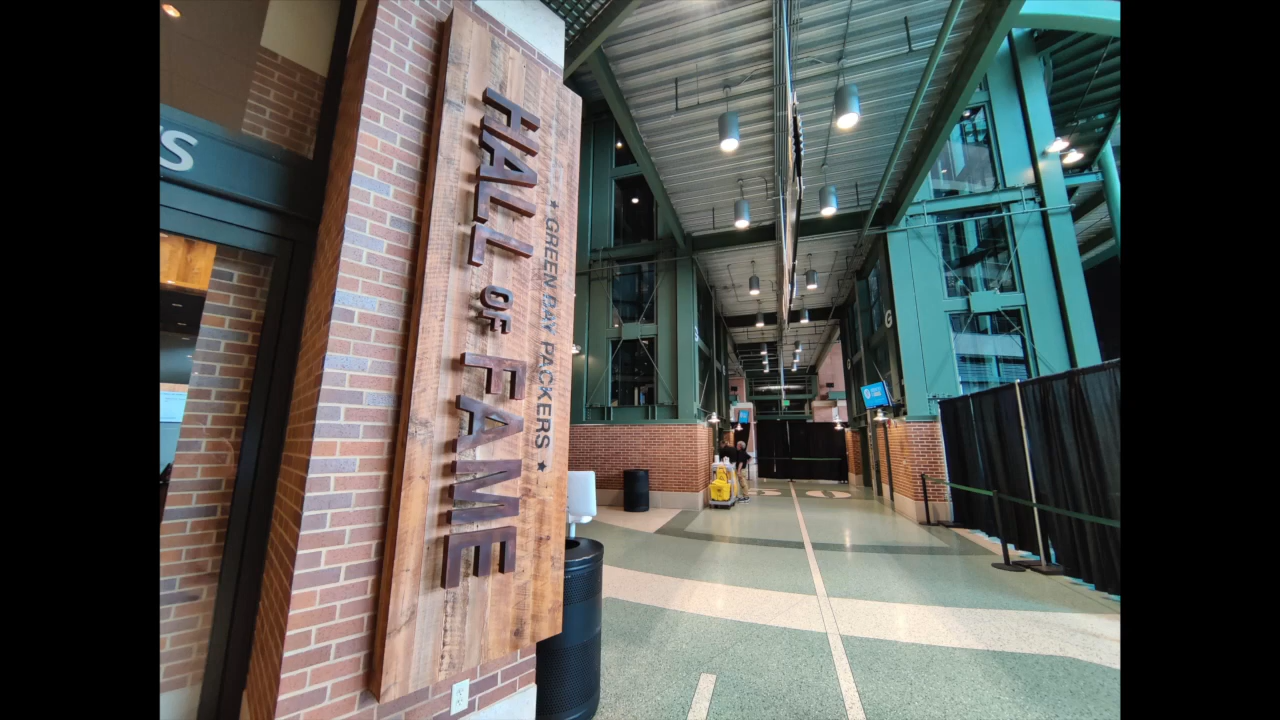 HALL OF FAME
★ GREEN BAY PACKERS ★
S
G